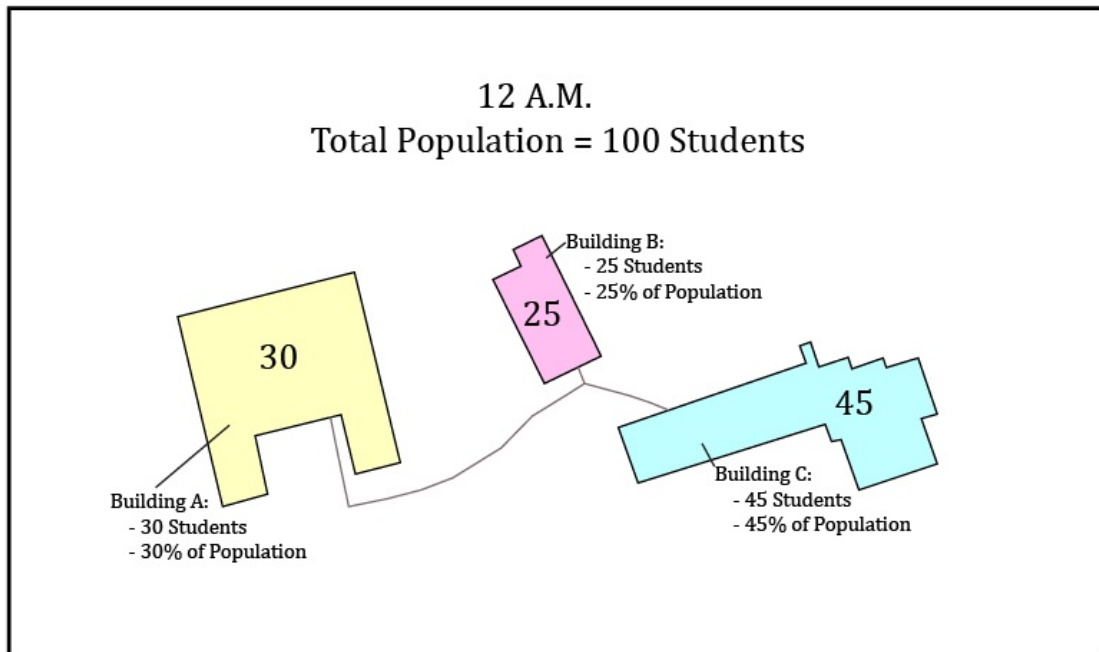 12 A.M.
Total Population = 100 Students
Building B:
- 25 Students
- 25% of Population
25
30
45
Building C:
- 45 Students
- 45% of Population
Building A:
- 30 Students
- 30% of Population